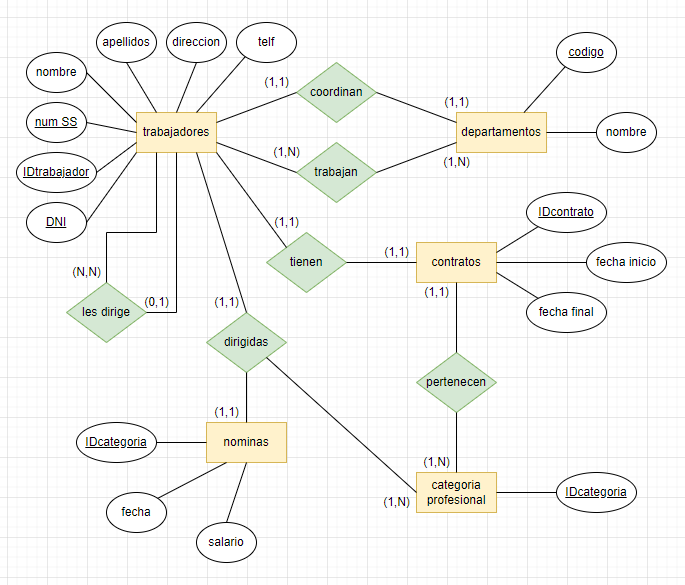 apellidos
direccion
telf
codigo
nombre
(1,1)
coordinan
(1,1)
num SS
trabajadores
departamentos
nombre
(1,N)
trabajan
(1,N)
IDtrabajador
DNI
(1,1)
IDcontrato
(1,1)
tienen
contratos
fecha inicio
(N,N)
(0,1)
(1,1)
(1,1)
les dirige
fecha final
dirigidas
pertenecen
(1,1)
IDcategoria
nominas
(1,N)
categoria
profesional
IDcategoria
(1,N)
fecha
salario